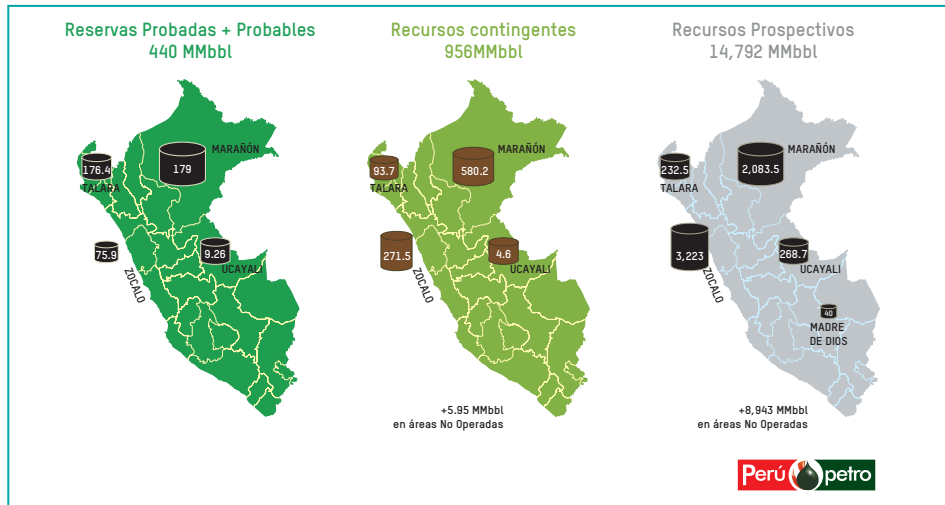 Reservas Probadas + Probables
440 MMbbl
MARAÑÓN
176.4
179
TALARA
75.9
9.26
UCAYALI
ZOCALO
Recursos contingentes
956MMbbl
MARAÑÓN
93.7
580.2
TALARA
271.5
4.6
UCAYALI
ZOCALO
+5.95 MMbbl
en áreas No Operadas
Recursos Prospectivos
14,792 MMbbl
MARAÑÓN
232.5
2,083.5
TALARA
3,223
268.7
UCAYALI
ZOCALO
40
MADRE
DE DIOS
+8,943 MMbbl
en áreas No Operadas
Perú petro